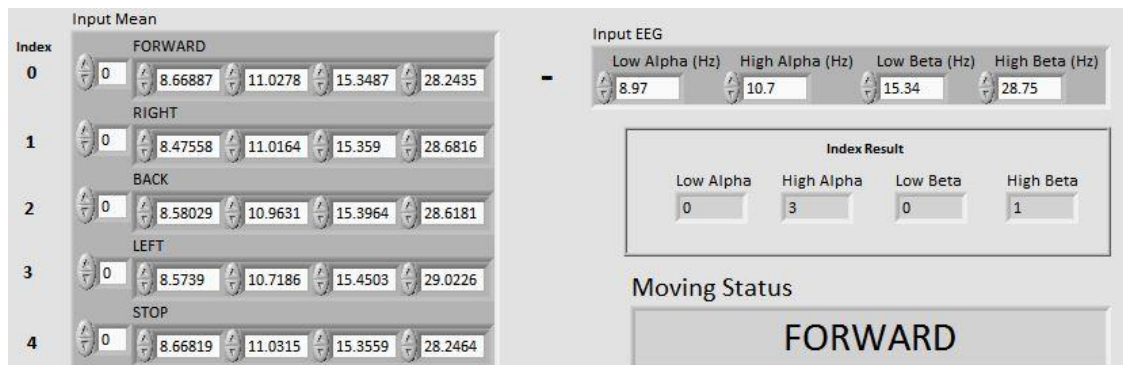 Input Mean
Index
FORWARD
0 0 8.66887 11.0278 15.3487 28.2435
RIGHT
1 0 8.47558 11.0164 15.359 28.6816
BACK
2 0 8.58029 10.9631 15.3964 28.6181
LEFT
3 0 8.5739 10.7186 15.4503 29.0226
STOP
4 0 8.66819 11.0315 15.3559 28.2464
-
Input EEG
Low Alpha (Hz) High Alpha (Hz) Low Beta (Hz) High Beta (Hz)
8.97 10.7 15.34 28.75
Index Result
Low Alpha High Alpha Low Beta High Beta
0 3 0 1
Moving Status
FORWARD